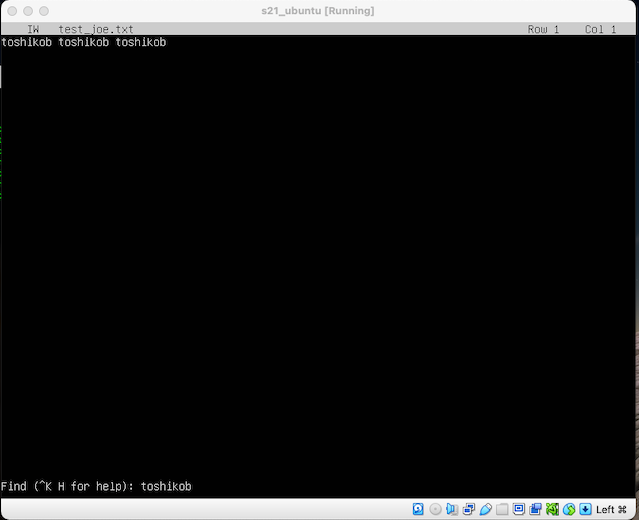 s21_ubuntu [Running]
IW test_joe.txt Row 1 Col 1
toshikob toshikob toshikob
Find (^K H for help): toshikob
Left ⌘